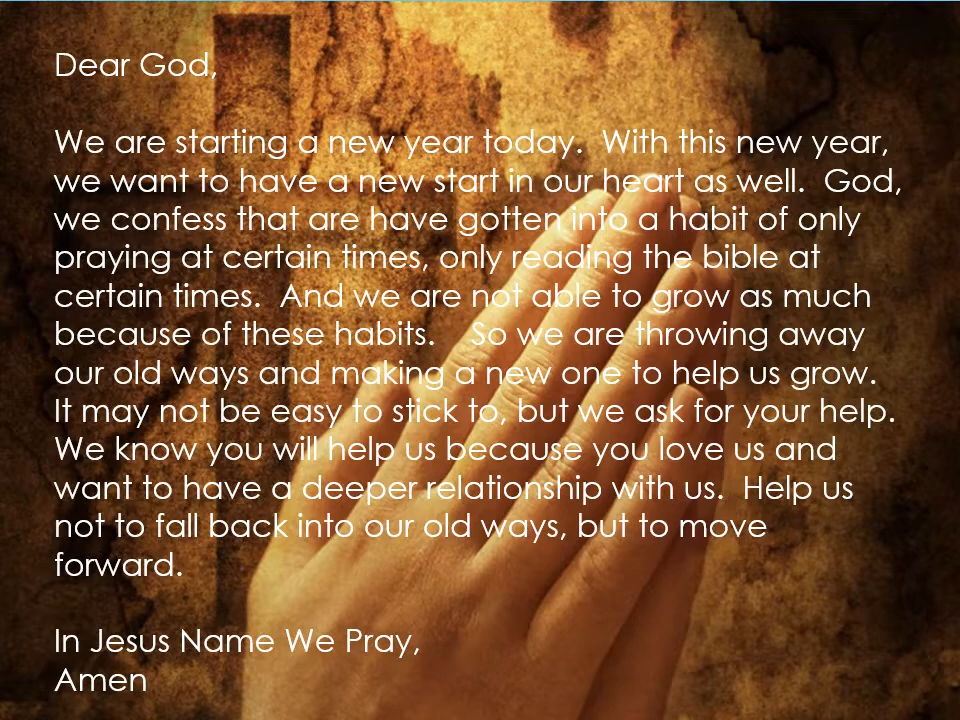 Dear God,
We are starting a new year today.  With this new year,
we want to have a new start in our heart as well.  God,
we confess that are have gotten into a habit of only
praying at certain times, only reading the bible at
certain times.  And we are not able to grow as much
because of these habits.    So we are throwing away
our old ways and making a new one to help us grow.
It may not be easy to stick to, but we ask for your help.
We know you will help us because you love us and
want to have a deeper relationship with us.  Help us
not to fall back into our old ways, but to move
forward.
In Jesus Name We Pray,
Amen